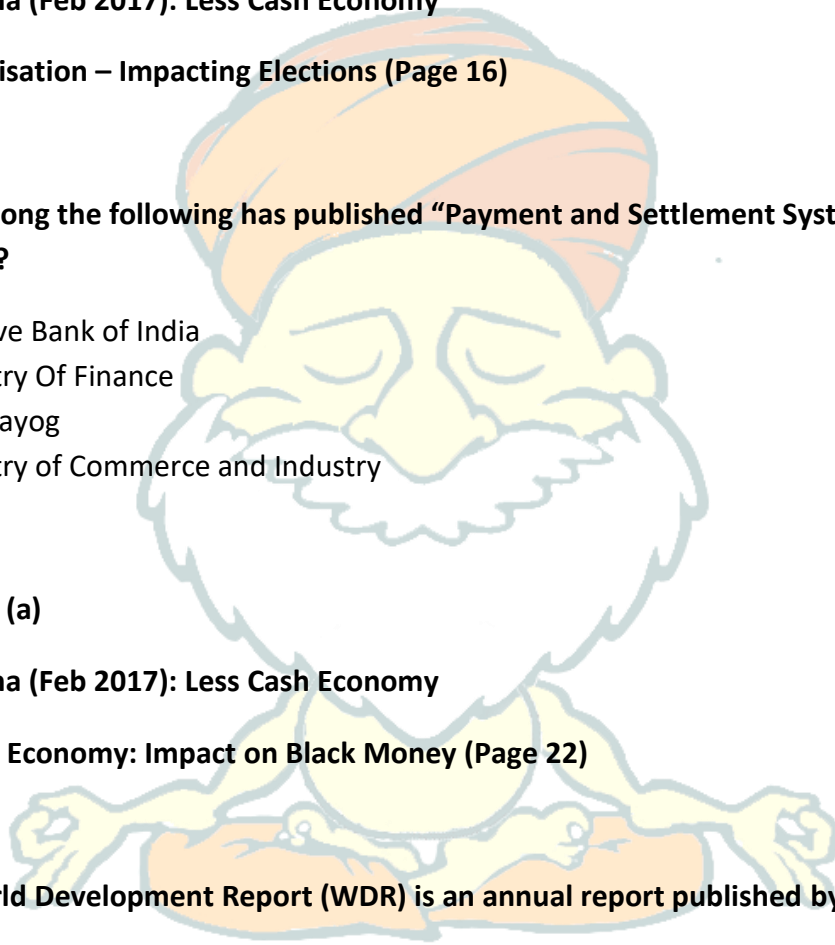 na (Feb 2017): Less Cash Economy
isation – Impacting Elections (Page 16)
ong the following has published “Payment and Settlement Syst
?
ve Bank of India
try Of Finance
ayog
try of Commerce and Industry
(a)
na (Feb 2017): Less Cash Economy
Economy: Impact on Black Money (Page 22)
rld Development Report (WDR) is an annual report published by